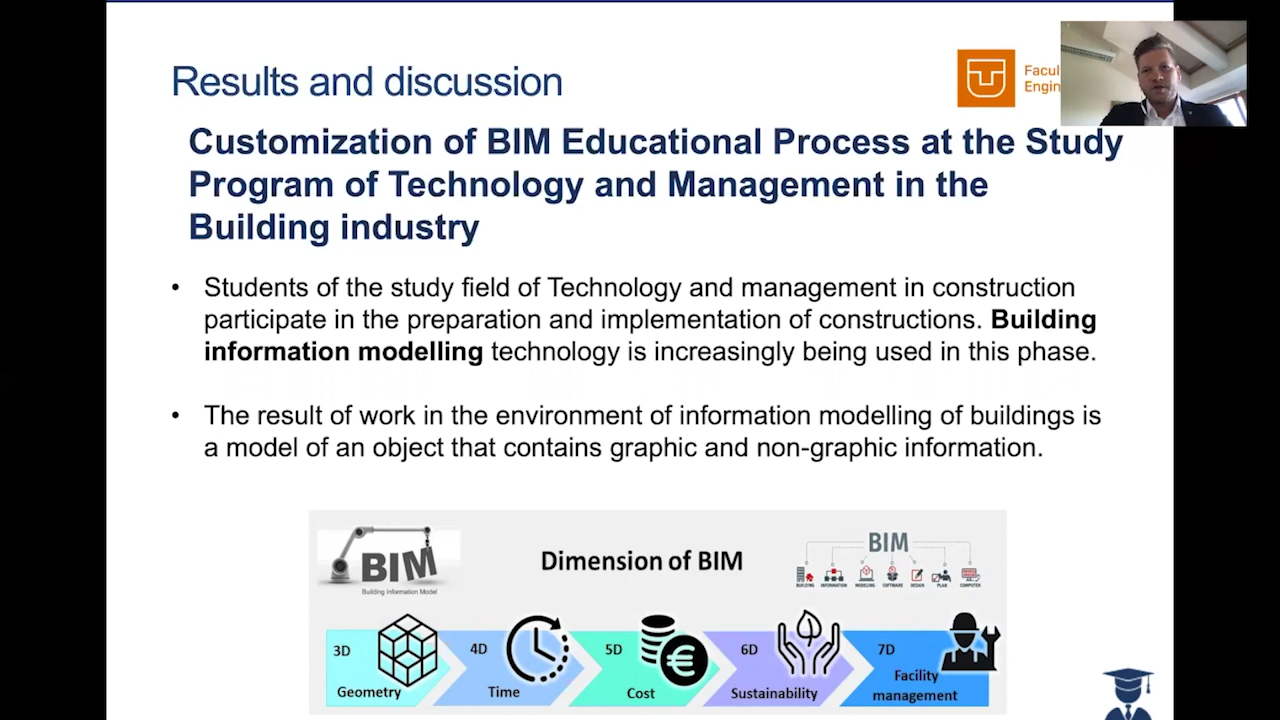 Results and discussion
Facul
Engin
Customization of BIM Educational Process at the Study
Program of Technology and Management in the
Building industry
• Students of the study field of Technology and management in construction
participate in the preparation and implementation of constructions. Building
information modelling technology is increasingly being used in this phase.
• The result of work in the environment of information modelling of buildings is
a model of an object that contains graphic and non-graphic information.
BIM
Building Information Model
Dimension of BIM
BIM
BUILDING INFORMATION MODELING SOFTWARE DESIGN PLAN COMPUTER
3D
Geometry
4D
Time
5D
Cost
6D
Sustainability
7D
Facility
management